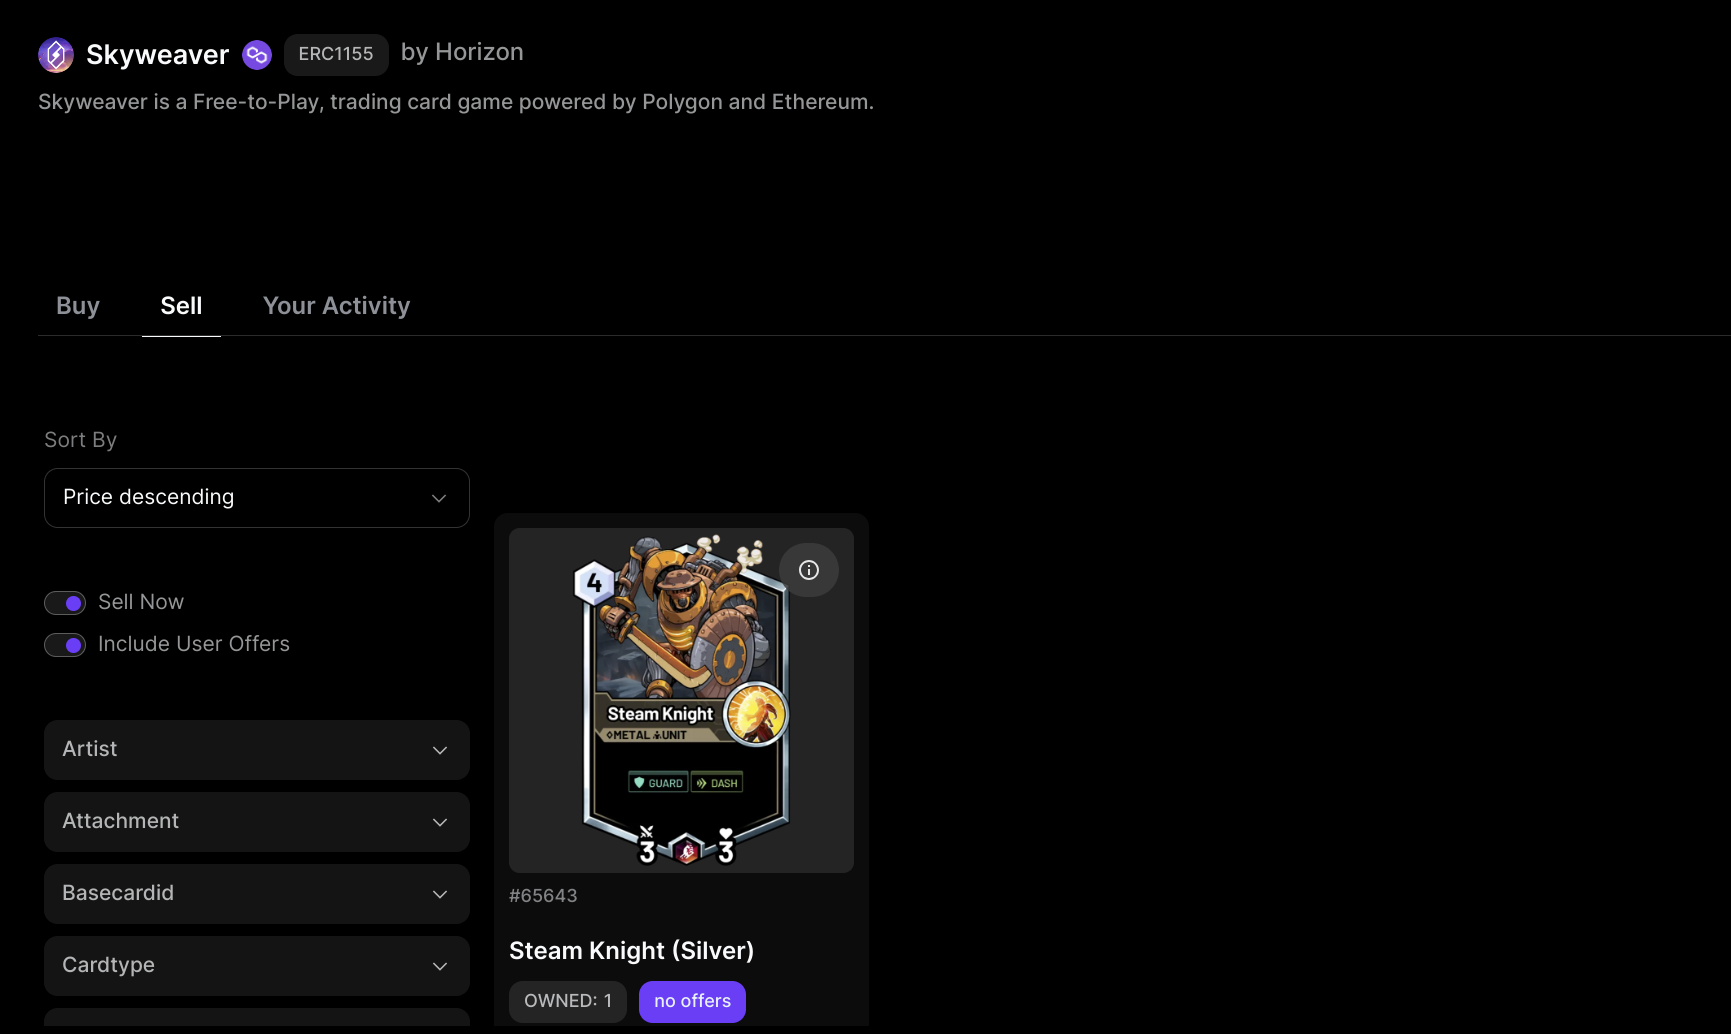 Skyweaver ERC1155 by Horizon
Skyweaver is a Free-to-Play, trading card game powered by Polygon and Ethereum.
Buy Sell Your Activity
Sort By
Price descending
Sell Now
Include User Offers
Artist
Attachment
Basecardid
Cardtype
4
Steam Knight
METAL UNIT
GUARD DASH
3 3
#65643
Steam Knight (Silver)
OWNED: 1 no offers